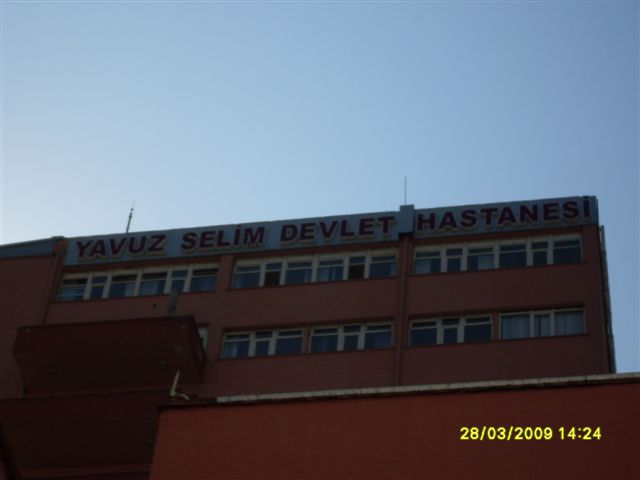 YAVUZ SELİM DEVLET HASTANESİ
28/03/2009 14:24